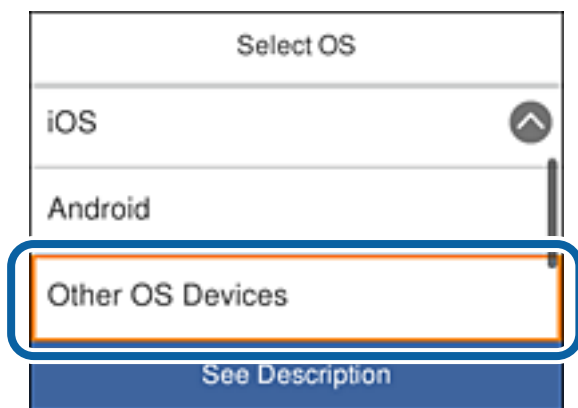 Select OS
iOS
Android
Other OS Devices
See Description